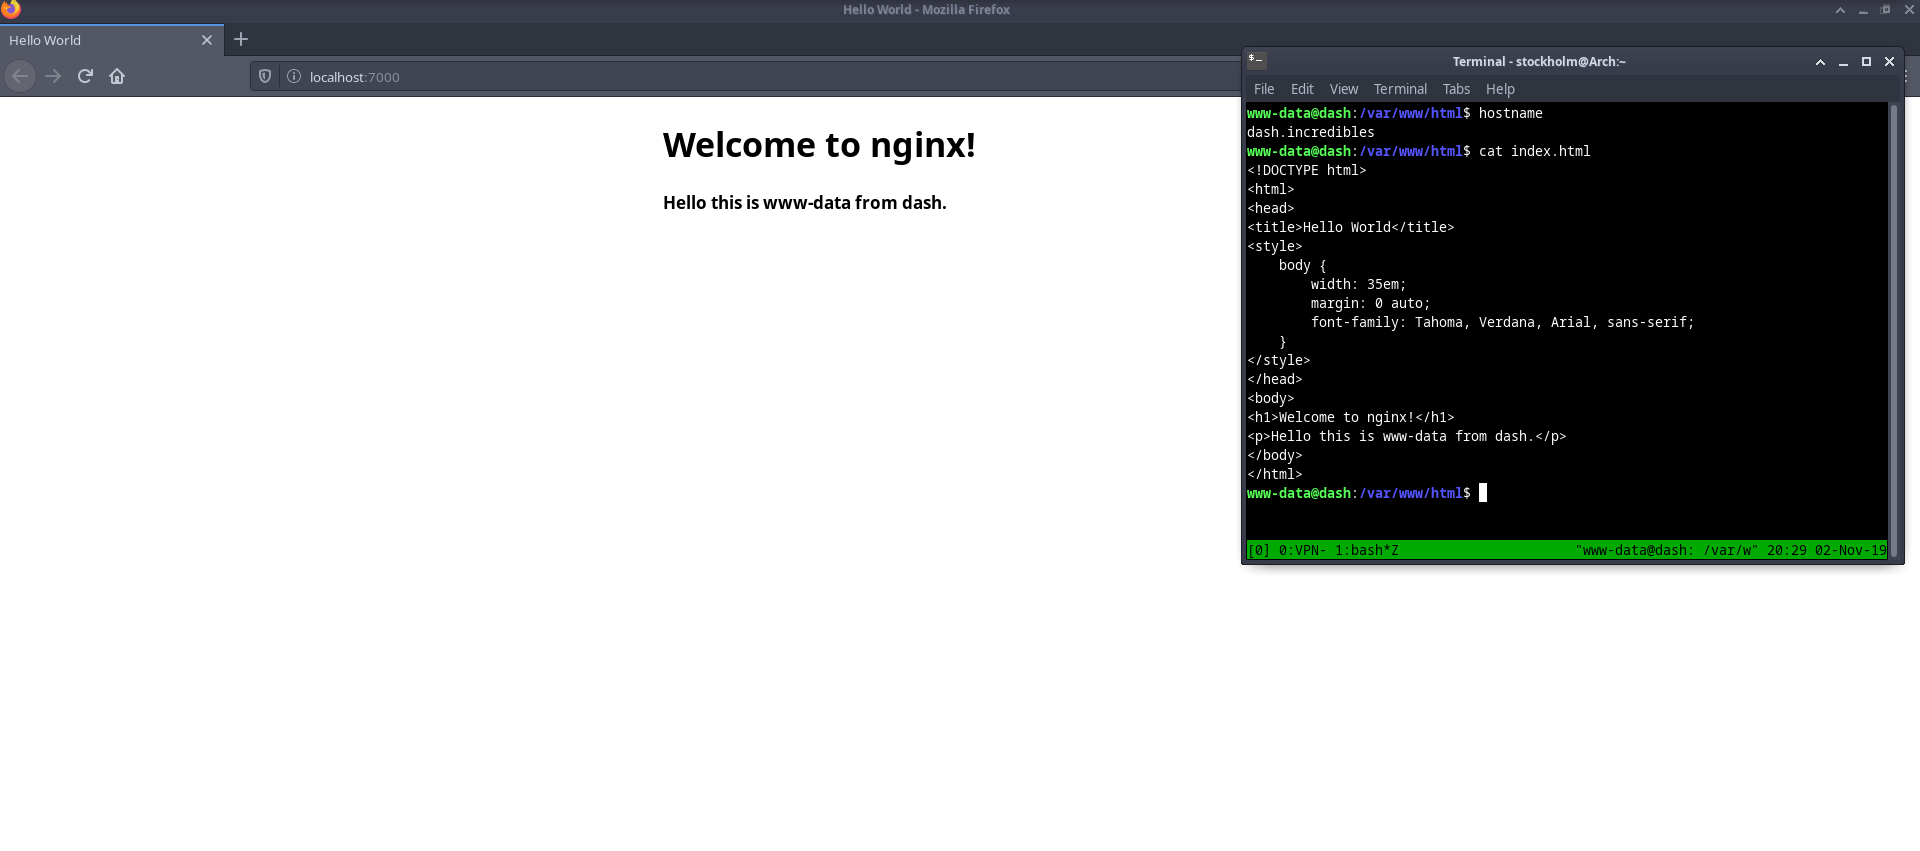 Hello World - Mozilla Firefox
Hello World
localhost:7000
Welcome to nginx!
Hello this is www-data from dash.
Terminal - stockholm@Arch:~
File Edit View Terminal Tabs Help
www-data@dash:/var/www/html$ hostname
dash.incredibles
www-data@dash:/var/www/html$ cat index.html
<!DOCTYPE html>
<html>
<head>
<title>Hello World</title>
<style>
    body {
        width: 35em;
        margin: 0 auto;
        font-family: Tahoma, Verdana, Arial, sans-serif;
    }
</style>
</head>
<body>
<h1>Welcome to nginx!</h1>
<p>Hello this is www-data from dash.</p>
</body>
</html>
www-data@dash:/var/www/html$
[0] 0:VPN- 1:bash*Z "www-data@dash: /var/w" 20:29 02-Nov-19